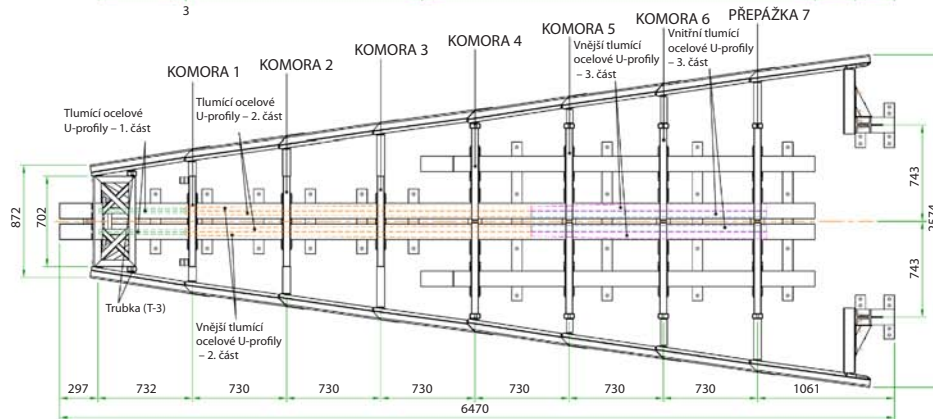 3
PŘEPÁŽKA 7
KOMORA 6
KOMORA 5
KOMORA 4
KOMORA 3
KOMORA 2
KOMORA 1
Vnější tlumící
ocelové U-profily
– 3. část
Vnitřní tlumící
ocelové U-profily
– 3. část
Tlumící ocelové
U-profily – 1. část
Tlumící ocelové
U-profily – 2. část
872
702
743
743
2574
Trubka (T-3)
Vnější tlumící
ocelové U-profily
– 2. část
297
732
730
730
730
730
730
730
1061
6470